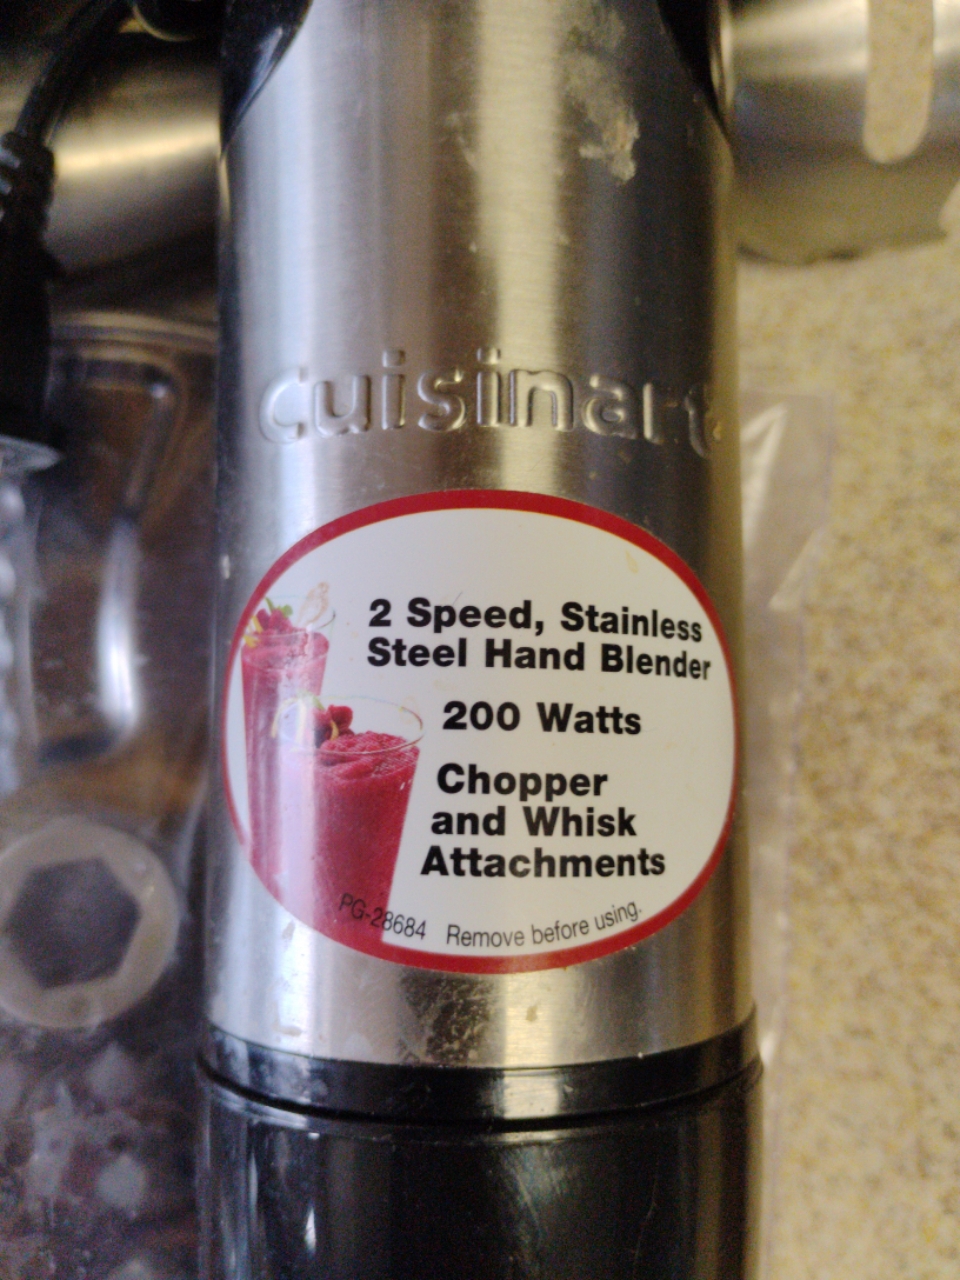 Cuisinart
2 Speed, Stainless
Steel Hand Blender
200 Watts
Chopper
and Whisk
Attachments
PG-28684 Remove before using.